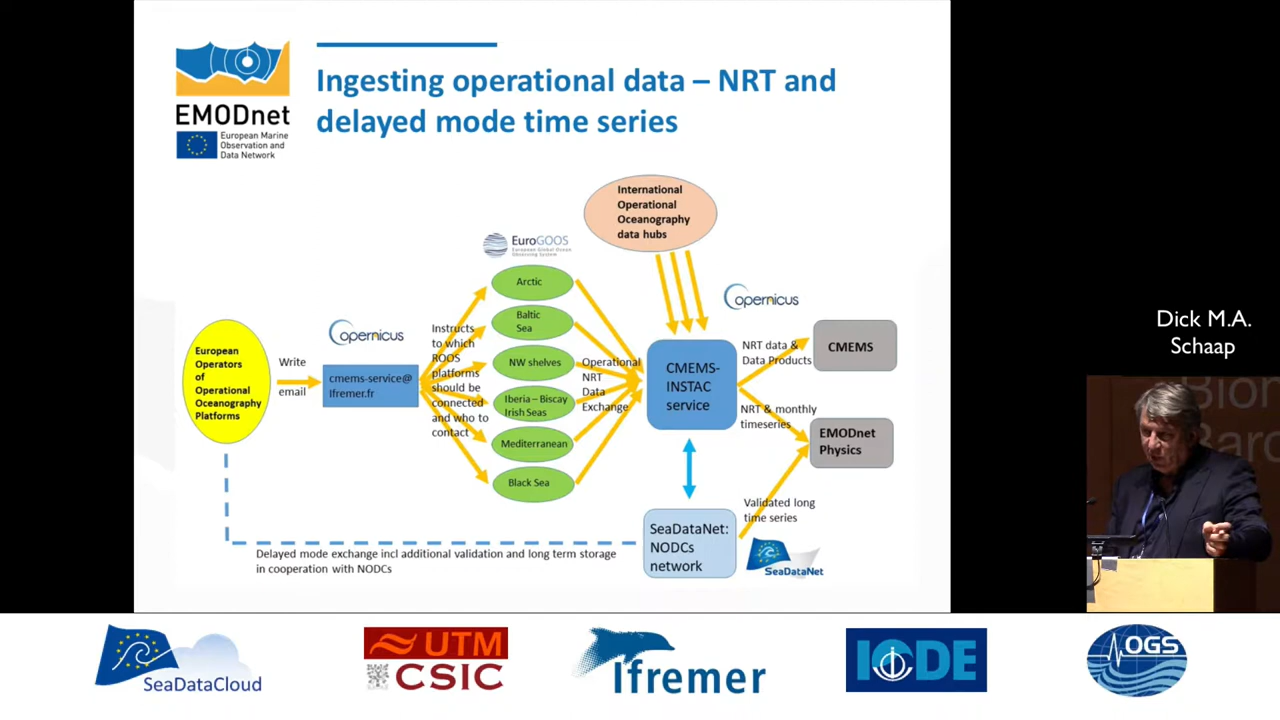 Ingesting operational data – NRT and
delayed mode time series
EMODnet
European Marine
Observation and
Data Network
International
Operational
Oceanography
data hubs
EuroGOOS
European Global Ocean
Observing System
Arctic
Baltic
Sea
NW shelves
Iberia – Biscay
Irish Seas
Mediterranean
Black Sea
Copernicus
European
Operators
of
Operational
Oceanography
Platforms
Write
email
cmems-service@
Ifremer.fr
Instructs
to which
ROOS
platforms
should be
connected
and who to
contact
Operational
NRT
Data
Exchange
CMEMS-
INSTAC
service
Copernicus
NRT data &
Data Products
CMEMS
NRT & monthly
timeseries
EMODnet
Physics
Validated long
time series
SeaDataNet:
NODCs
network
SeaDataNet
Delayed mode exchange incl additional validation and long term storage
in cooperation with NODCs
Dick M.A.
Schaap
SeaDataCloud
UTM
CSIC
Ifremer
IODE
OGS